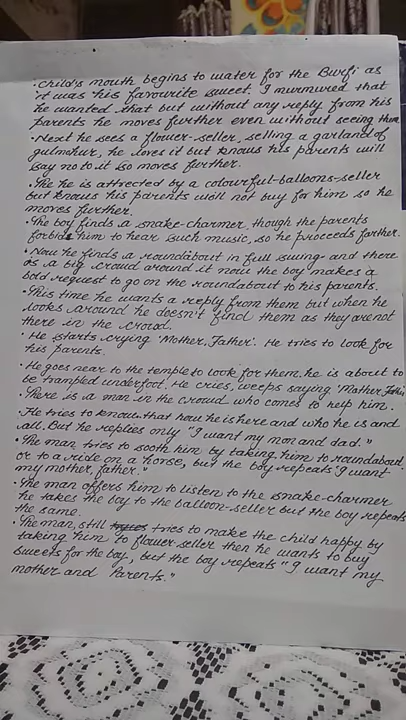 • Child's mouth begins to water for the Burfi as
it was his favourite sweet. I murmured that
he wanted that but without any reply from his
parents he moves further even without seeing them
• Next he sees a flower-seller, selling a garland of
gulmohur, he loves it but knows his parents will
say no to it so moves further.
• The he is attrected by a colourful-balloons-seller
but knows his parents will not buy for him so he
moves further.
• The boy finds a snake-charmer, though the parents
forbids him to hear such music, so he proceeds farther.
• Now he finds a roundabout in full swing and there
is a big croud around it now the boy makes a
bold request to go on the roundabout to his parents.
• This time he wants a reply from them but when he
looks around he doesn't find them as they are not
there in the crowd.
• He starts crying 'Mother, Father'. He tries to look for
his parents.
• He goes near to the temple to look for them, he is about to
be trampled underfoot. He cries, weeps saying 'Mother, Father
• There is a man in the crowd who comes to help him.
• He tries to know that how he is here and who he is and
all. But he replies only "I want my mon and dad."
• The man tries to sooth him by taking him to roundabout
or to a ride on a horse, but the boy repeats "I want
my mother, father."
• The man offers him to listen to the snake-charmer
he takes the boy to the balloon-seller but the boy repeats
the same.
• The man, still tries to make the child happy by
taking him to flower-seller then he wants to buy
sweets for the boy, but the boy repeats "I want my
mother and Parents."